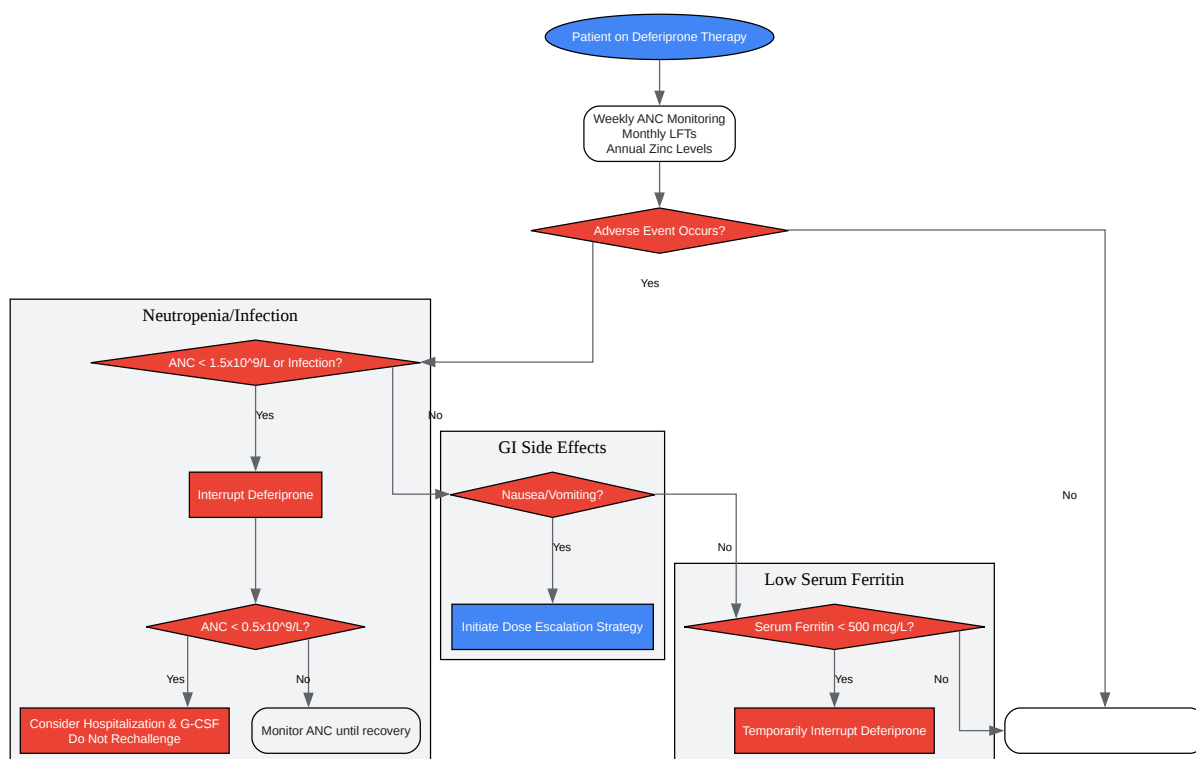 Patient on Deferiprone Therapy
Weekly ANC Monitoring
Monthly LFTs
Annual Zinc Levels
Adverse Event Occurs?
Yes
Neutropenia/Infection
ANC < 1.5x10^9/L or Infection?
Yes
No
GI Side Effects
Interrupt Deferiprone
Nausea/Vomiting?
No
Yes
No
Low Serum Ferritin
ANC < 0.5x10^9/L?
Initiate Dose Escalation Strategy
Serum Ferritin < 500 mcg/L?
Yes
No
Yes
No
Consider Hospitalization & G-CSF
Do Not Rechallenge
Monitor ANC until recovery
Temporarily Interrupt Deferiprone